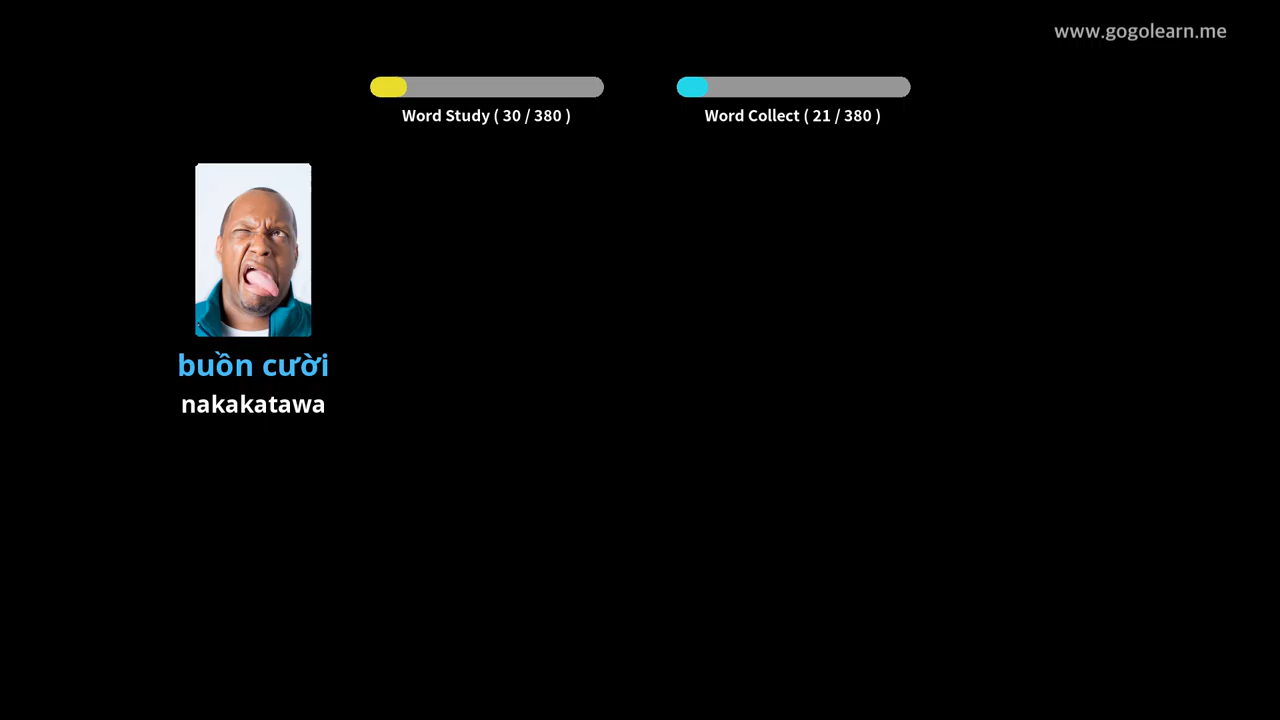 www.gogolearn.me
Word Study ( 30 / 380 )
Word Collect ( 21 / 380 )
buồn cười
nakakatawa